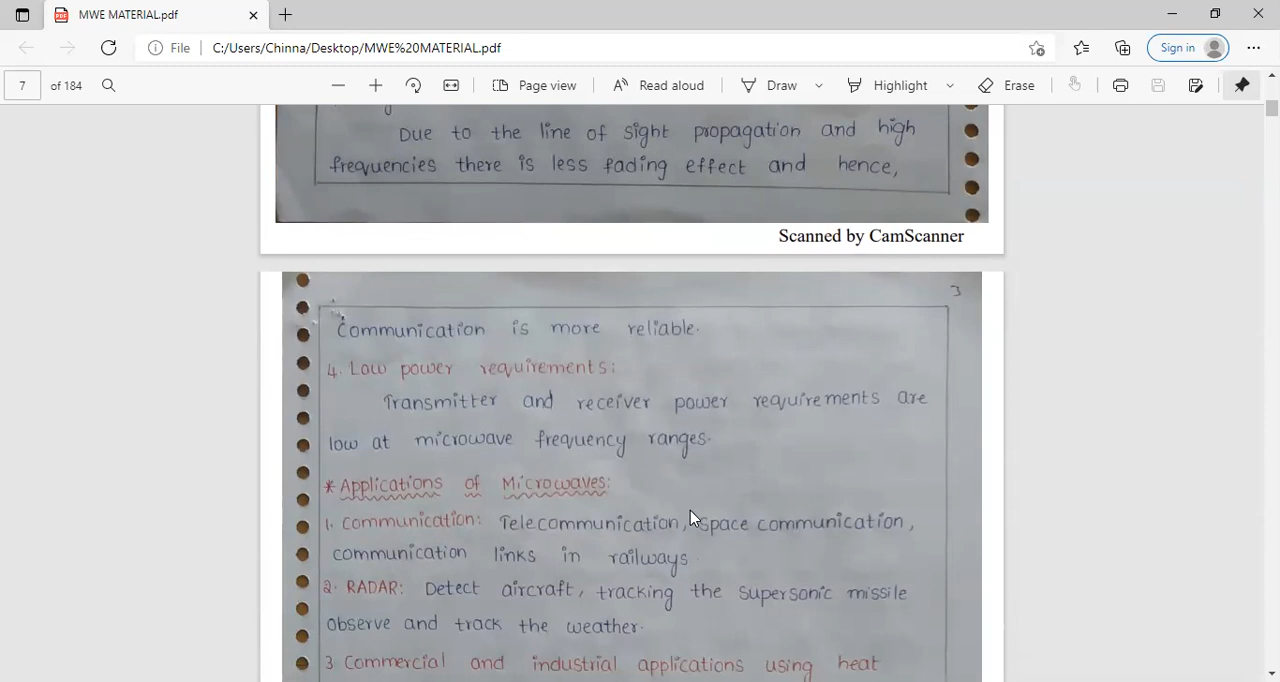 MWE MATERIAL.pdf
File
C:/Users/Chinna/Desktop/MWE%20MATERIAL.pdf
Sign in
7 of 184
Page view
Read aloud
Draw
Highlight
Erase
Due to the line of sight propagation and high
frequencies there is less fading effect and hence,
Scanned by CamScanner
3
Communication is more reliable.
4. Low power requirements:
Transmitter and receiver power requirements are
low at microwave frequency ranges.
* Applications of Microwaves:
1. Communication: Telecommunication, space communication,
communication links in railways.
2. RADAR: Detect aircraft, tracking the supersonic missile
observe and track the weather.
3 Commercial and industrial applications using heat